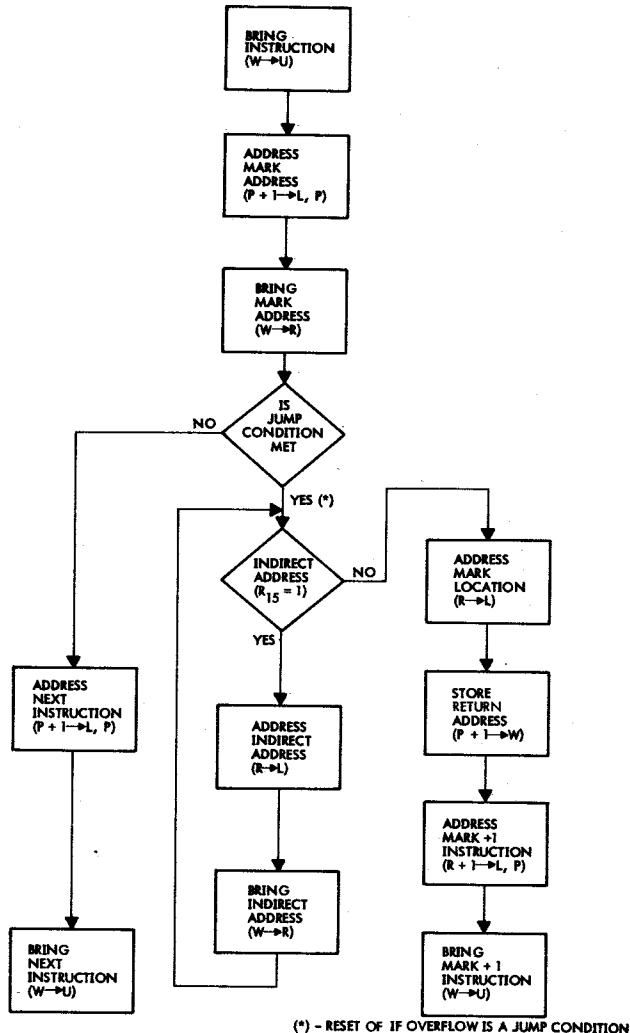 BRING
INSTRUCTION
(W→U)
ADDRESS
MARK
ADDRESS
(P + 1→L, P)
BRING
MARK
ADDRESS
(W→R)
IS
JUMP
CONDITION
MET
NO
YES (*)
INDIRECT
ADDRESS
(R15 = 1)
NO
YES
ADDRESS
MARK
LOCATION
(R→L)
ADDRESS
NEXT
INSTRUCTION
(P + 1→L, P)
ADDRESS
INDIRECT
ADDRESS
(R→L)
STORE
RETURN
ADDRESS
(P + 1→W)
ADDRESS
MARK +1
INSTRUCTION
(R + 1→L, P)
BRING
INDIRECT
ADDRESS
(W→R)
BRING
NEXT
INSTRUCTION
(W→U)
BRING
MARK + 1
INSTRUCTION
(W→U)
(*) - RESET OF IF OVERFLOW IS A JUMP CONDITION